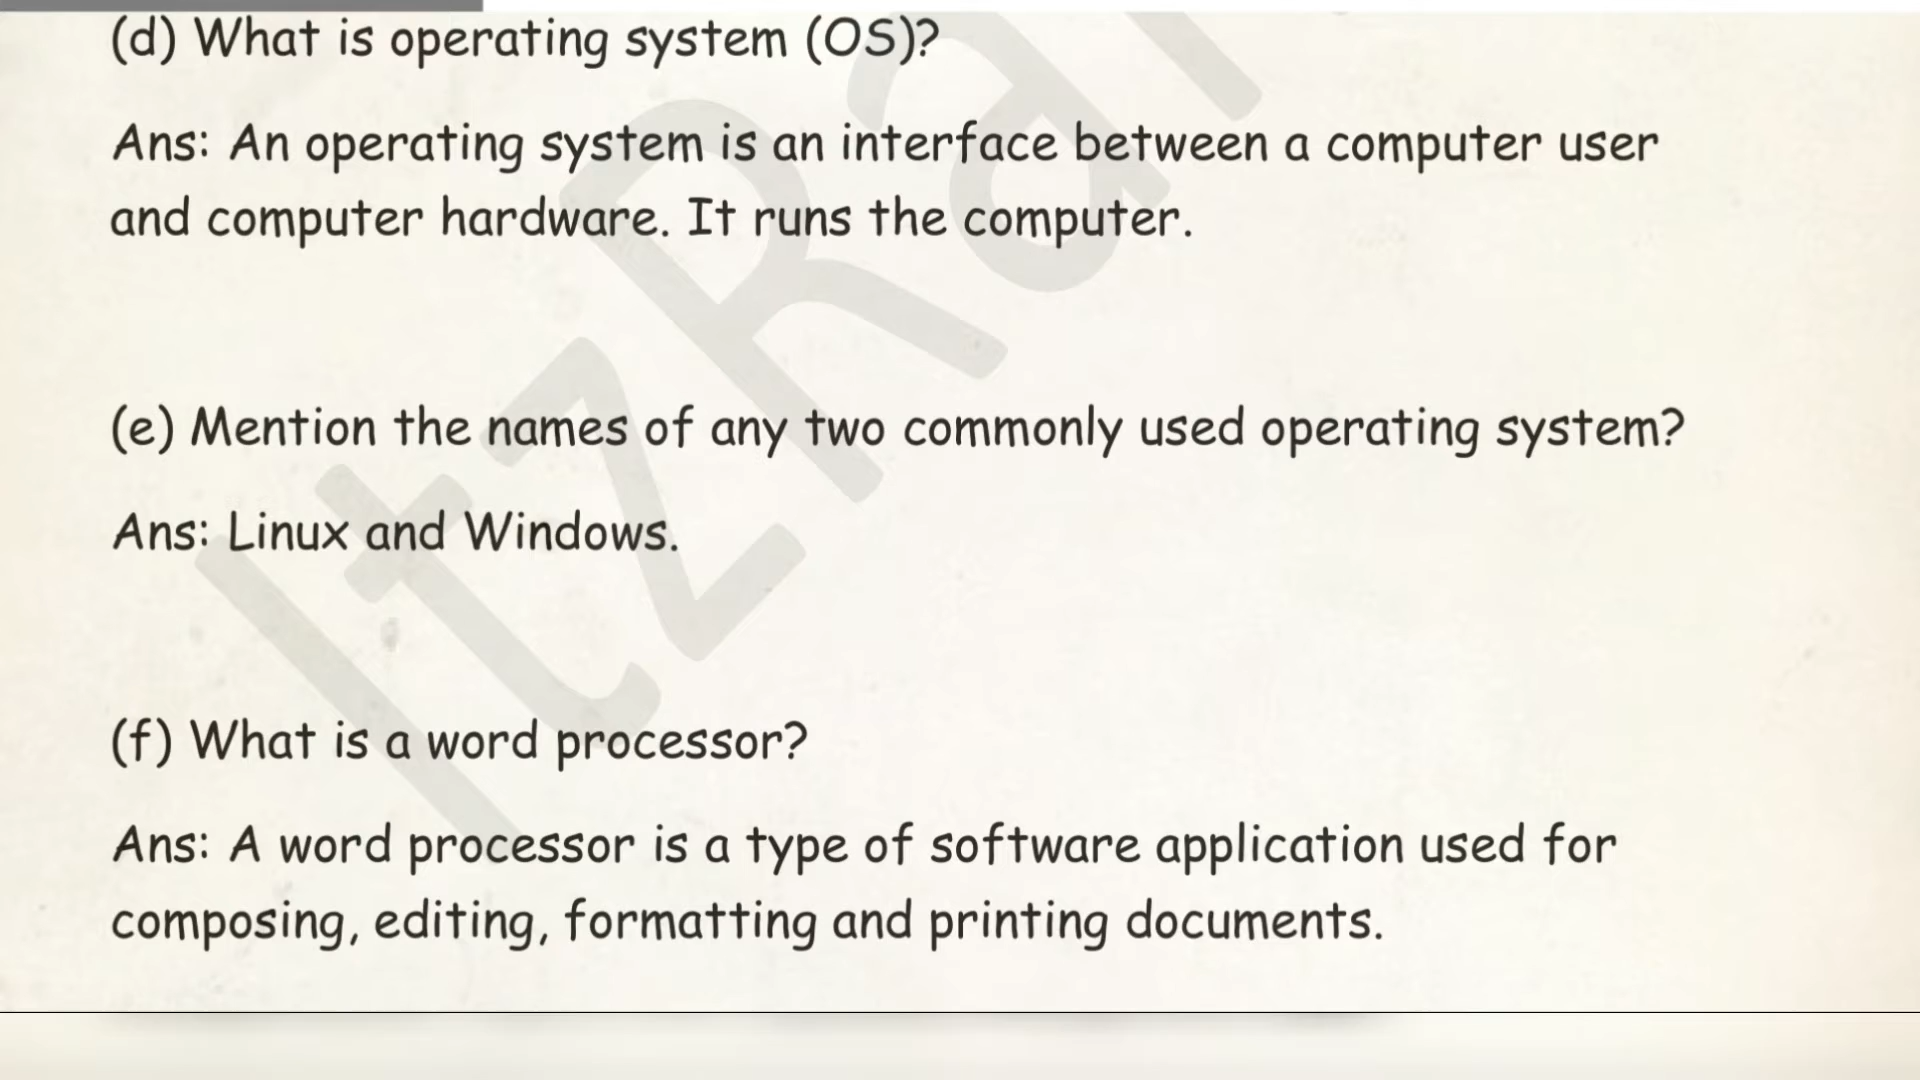 (d) What is operating system (OS)?
Ans: An operating system is an interface between a computer user
and computer hardware. It runs the computer.
(e) Mention the names of any two commonly used operating system?
Ans: Linux and Windows.
(f) What is a word processor?
Ans: A word processor is a type of software application used for
composing, editing, formatting and printing documents.